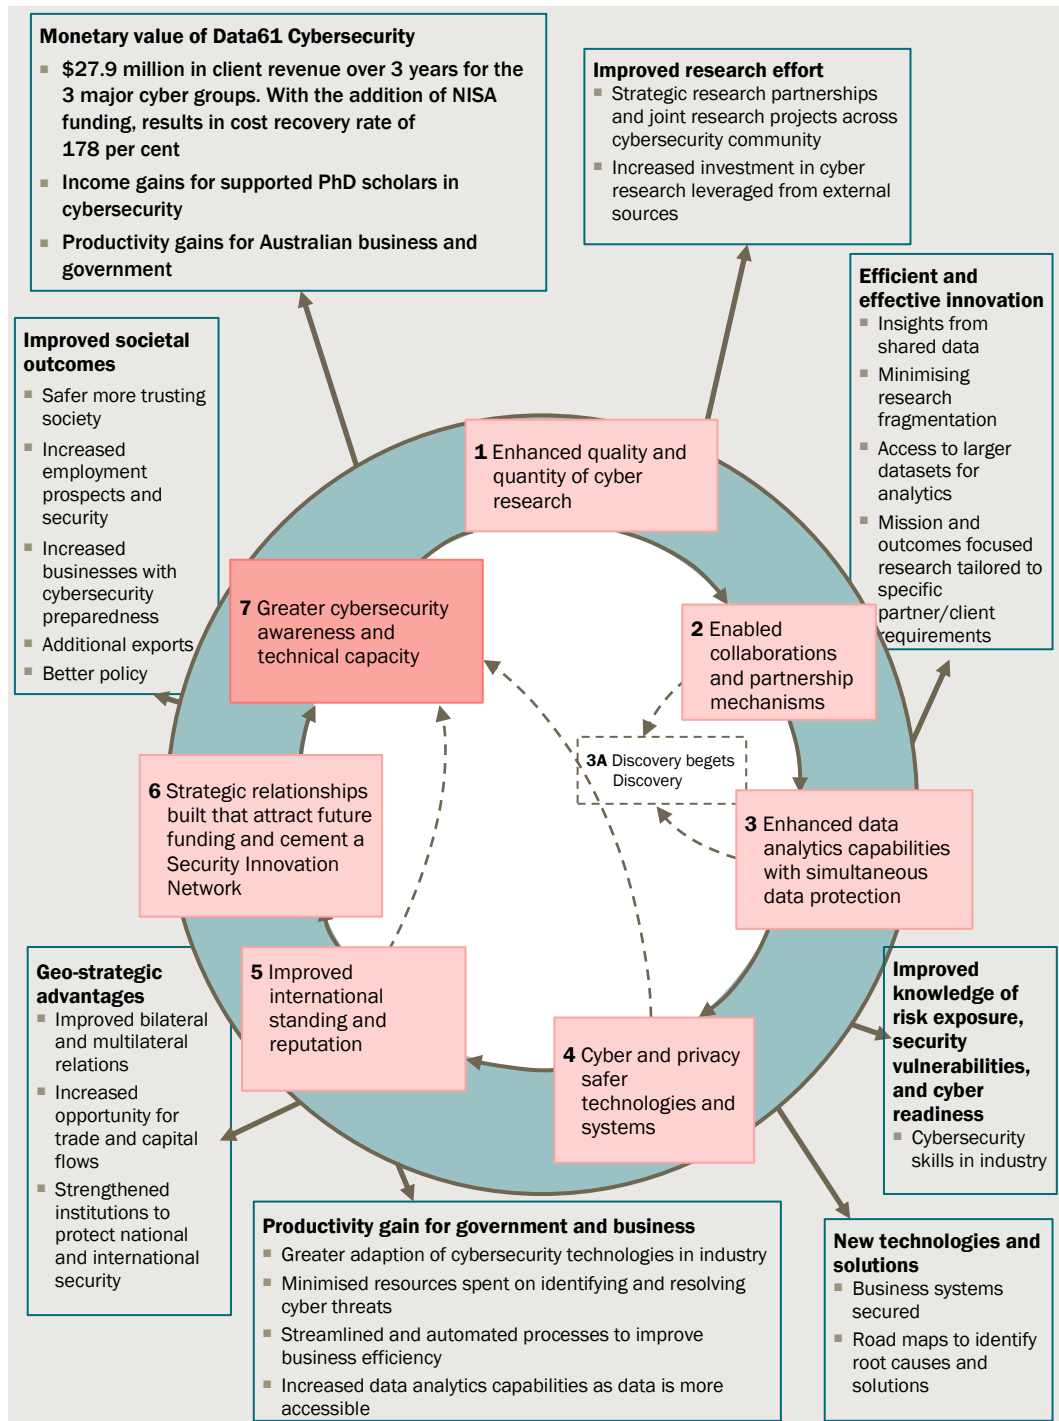 Monetary value of Data61 Cybersecurity
▪ $27.9 million in client revenue over 3 years for the
3 major cyber groups. With the addition of NISA
funding, results in cost recovery rate of
178 per cent
▪ Income gains for supported PhD scholars in
cybersecurity
▪ Productivity gains for Australian business and
government
Improved research effort
▪ Strategic research partnerships
and joint research projects across
cybersecurity community
▪ Increased investment in cyber
research leveraged from external
sources
Efficient and
effective innovation
▪ Insights from
shared data
▪ Minimising
research
fragmentation
▪ Access to larger
datasets for
analytics
▪ Mission and
outcomes focused
research tailored to
specific
partner/client
requirements
Improved societal
outcomes
▪ Safer more trusting
society
▪ Increased
employment
prospects and
security
▪ Increased
businesses with
cybersecurity
preparedness
▪ Additional exports
▪ Better policy
1 Enhanced quality and
quantity of cyber
research
7 Greater cybersecurity
awareness and
technical capacity
2 Enabled
collaborations
and partnership
mechanisms
3A Discovery begets
Discovery
6 Strategic relationships
built that attract future
funding and cement a
Security Innovation
Network
3 Enhanced data
analytics capabilities
with simultaneous
data protection
5 Improved
international
standing and
reputation
4 Cyber and privacy
safer
technologies and
systems
Geo-strategic
advantages
▪ Improved bilateral
and multilateral
relations
▪ Increased
opportunity for
trade and capital
flows
▪ Strengthened
institutions to
protect national
and international
security
Improved
knowledge of
risk exposure,
security
vulnerabilities,
and cyber
readiness
▪ Cybersecurity
skills in industry
Productivity gain for government and business
▪ Greater adaption of cybersecurity technologies in industry
▪ Minimised resources spent on identifying and resolving
cyber threats
▪ Streamlined and automated processes to improve
business efficiency
▪ Increased data analytics capabilities as data is more
accessible
New technologies and
solutions
▪ Business systems
secured
▪ Road maps to identify
root causes and
solutions